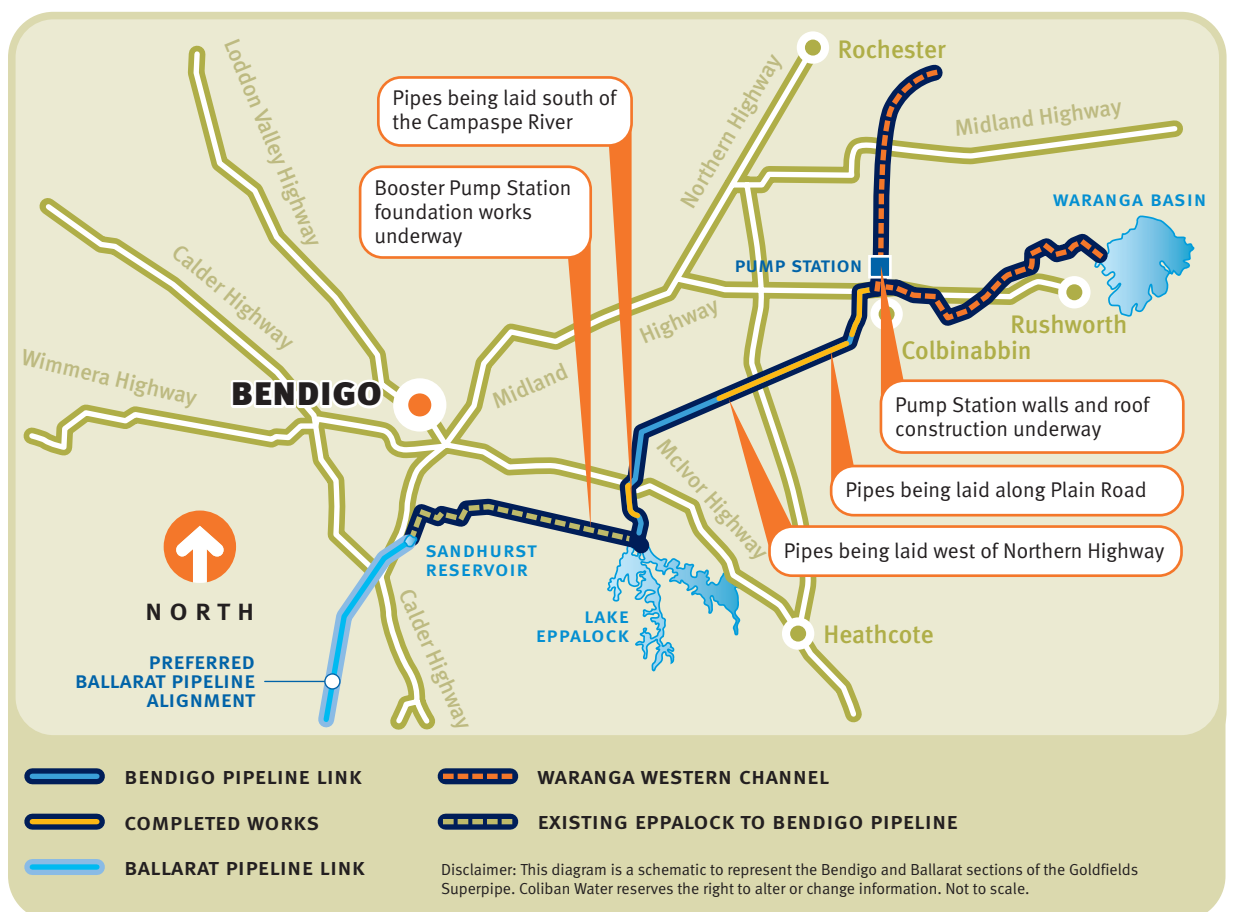 Loddon Valley Highway
Pipes being laid south of
the Campaspe River
Northern Highway
Rochester
Midland Highway
Booster Pump Station
foundation works
underway
WARANGA BASIN
Calder Highway
PUMP STATION
Rushworth
Colbinabbin
Midland
Highway
Wimmera Highway
BENDIGO
Pump Station walls and roof
construction underway
McIvor Highway
Pipes being laid along Plain Road
Pipes being laid west of Northern Highway
SANDHURST
RESERVOIR
NORTH
LAKE
EPPALOCK
Heathcote
Calder Highway
PREFERRED
BALLARAT PIPELINE
ALIGNMENT
BENDIGO PIPELINE LINK
COMPLETED WORKS
BALLARAT PIPELINE LINK
WARANGA WESTERN CHANNEL
EXISTING EPPALOCK TO BENDIGO PIPELINE
Disclaimer: This diagram is a schematic to represent the Bendigo and Ballarat sections of the Goldfields
Superpipe. Coliban Water reserves the right to alter or change information. Not to scale.